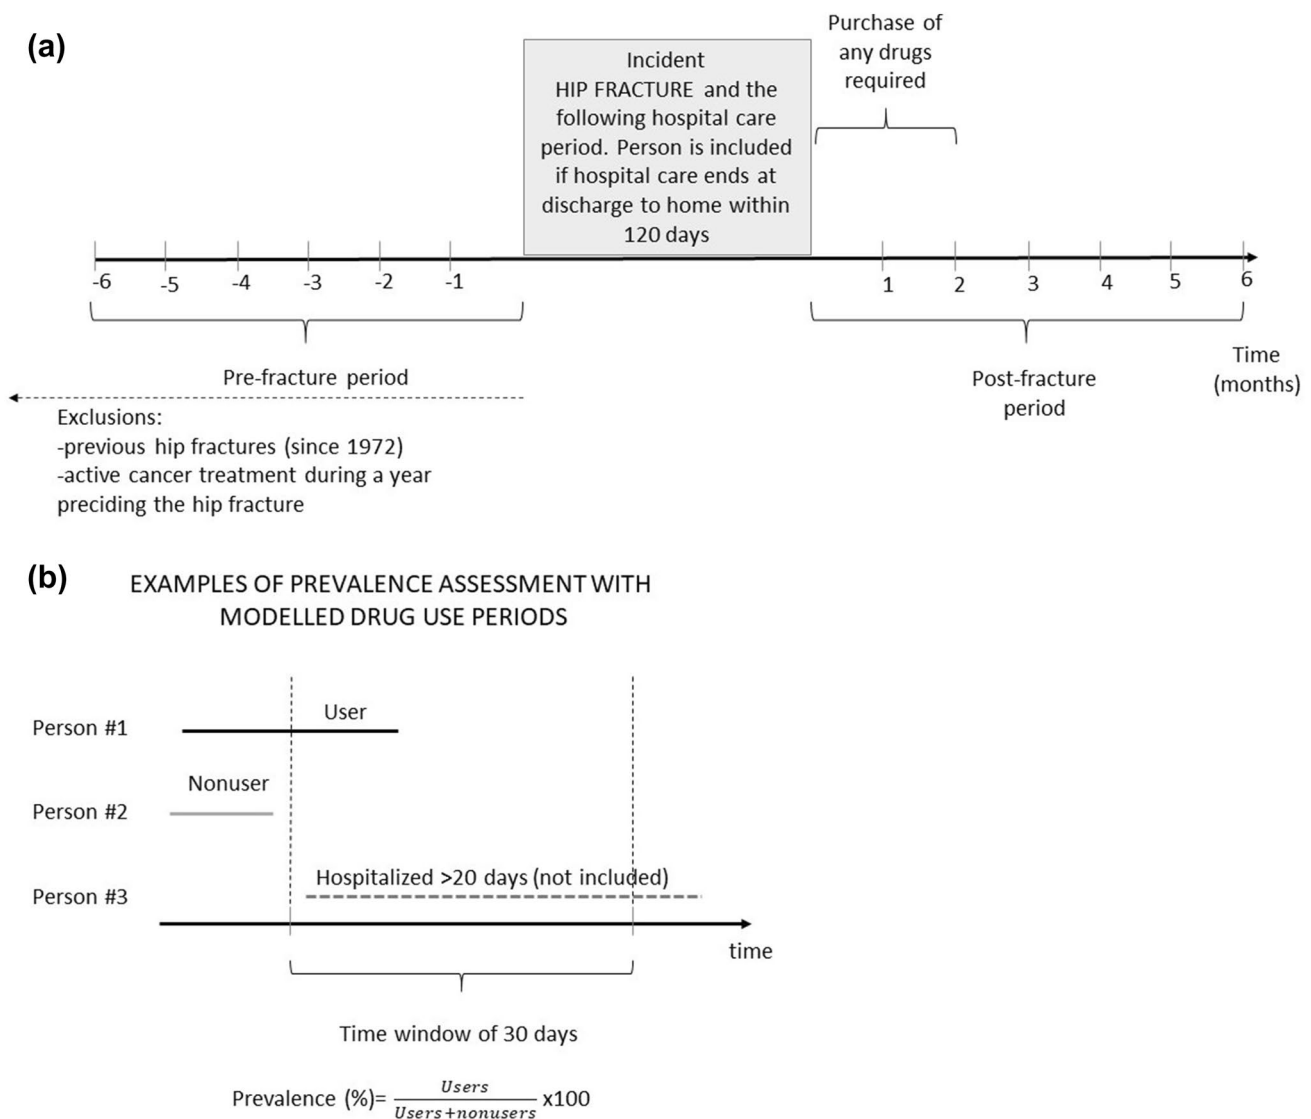 (a)
Incident
HIP FRACTURE and the
following hospital care
period. Person is included
if hospital care ends at
discharge to home within
120 days
Purchase of
any drugs
required
-6 -5 -4 -3 -2 -1 1 2 3 4 5 6
Pre-fracture period
Post-fracture
period
Time
(months)
Exclusions:
-previous hip fractures (since 1972)
-active cancer treatment during a year
preciding the hip fracture
(b)
EXAMPLES OF PREVALENCE ASSESSMENT WITH
MODELLED DRUG USE PERIODS
Person #1
User
Person #2
Nonuser
Person #3
Hospitalized >20 days (not included)
time
Time window of 30 days
Prevalence (%)= Users / Users+nonusers x100